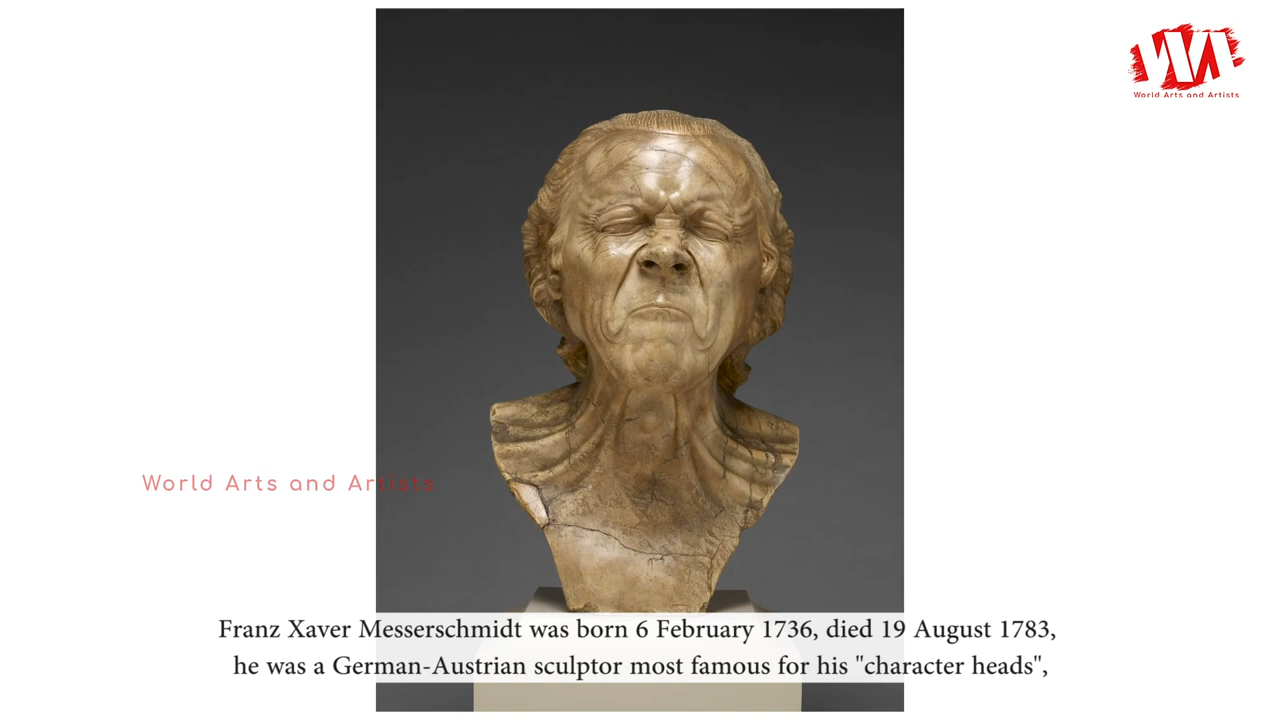 World Arts and Artists
World Arts and Artists
Franz Xaver Messerschmidt was born 6 February 1736, died 19 August 1783,
he was a German-Austrian sculptor most famous for his "character heads",